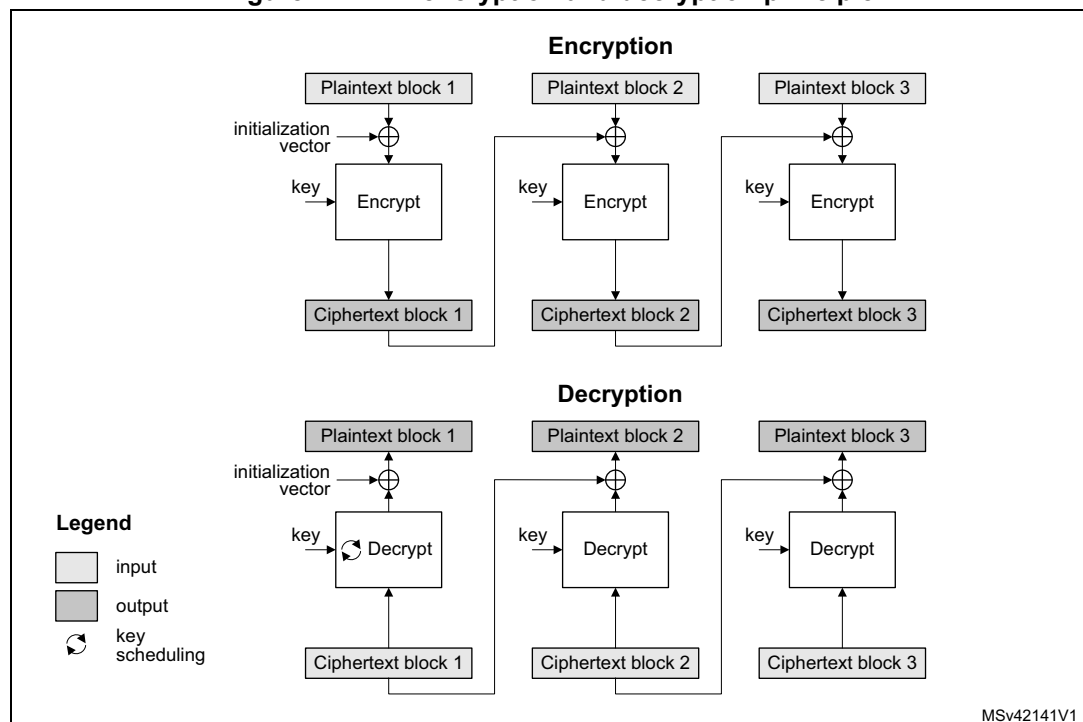 Encryption
Plaintext block 1 Plaintext block 2 Plaintext block 3
initialization
vector
key Encrypt key Encrypt key Encrypt
Ciphertext block 1 Ciphertext block 2 Ciphertext block 3
Decryption
Plaintext block 1 Plaintext block 2 Plaintext block 3
initialization
vector
key Decrypt key Decrypt key Decrypt
Legend
input
output
key
scheduling
Ciphertext block 1 Ciphertext block 2 Ciphertext block 3
MSv42141V1